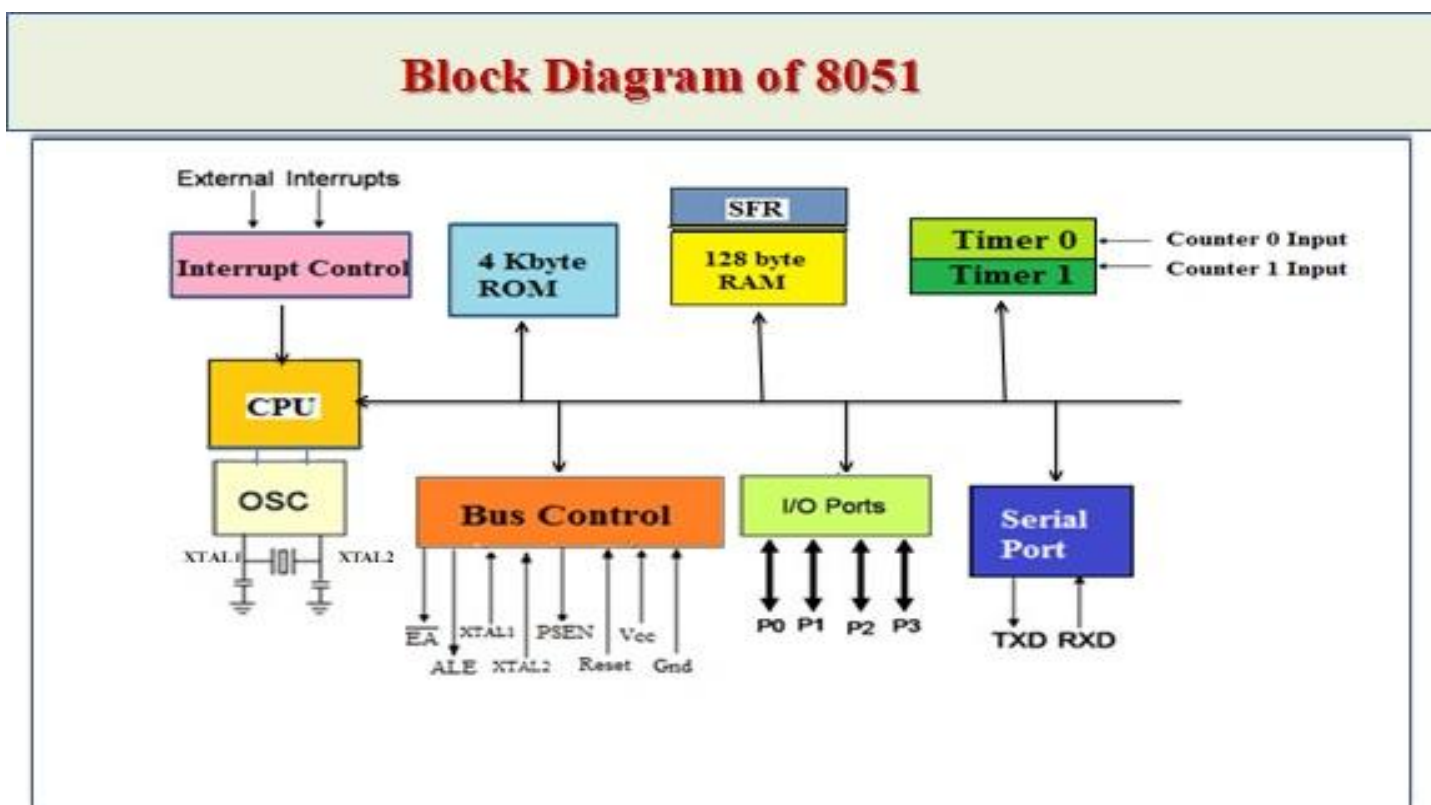 Block Diagram of 8051
External Interrupts
Interrupt Control
4 Kbyte
ROM
SFR
128 byte
RAM
Timer 0
Timer 1
Counter 0 Input
Counter 1 Input
CPU
OSC
XTAL1
XTAL2
Bus Control
I/O Ports
Serial
Port
E̅A̅
XTAL1
PSEN
Vcc
ALE
XTAL2
Reset
Gnd
P0 P1 P2 P3
TXD RXD